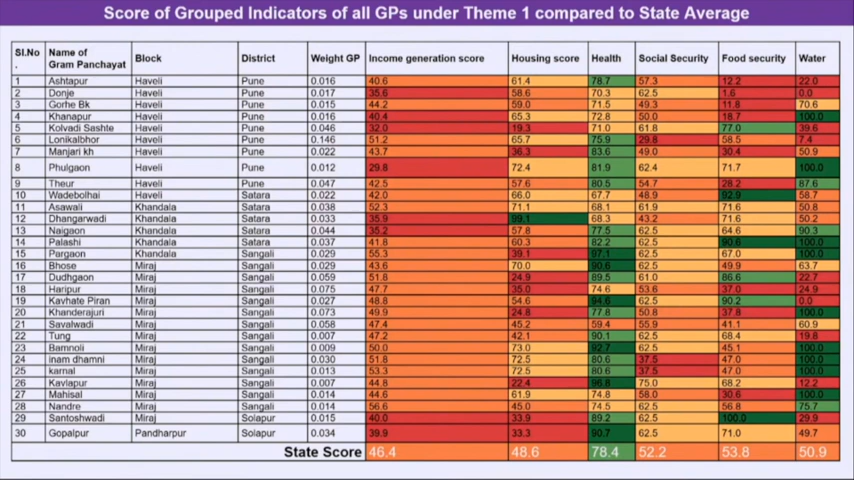 Score of Grouped Indicators of all GPs under Theme 1 compared to State Average
Sl.No. Name of Gram Panchayat Block District Weight GP Income generation score Housing score Health Social Security Food security Water
1 Ashtapur Haveli Pune 0.016 40.6 61.4 78.7 57.3 12.2 22.0
2 Donje Haveli Pune 0.017 35.6 58.6 70.3 62.5 1.6 0.0
3 Gorhe Bk Haveli Pune 0.015 44.2 59.0 71.5 49.3 11.8 70.6
4 Khanapur Haveli Pune 0.016 40.4 65.3 72.8 50.0 18.7 100.0
5 Kolvadi Sashte Haveli Pune 0.046 32.0 19.3 71.0 61.8 77.0 39.6
6 Lonikalbhor Haveli Pune 0.146 51.2 65.7 75.9 29.8 58.5 7.4
7 Manjari kh Haveli Pune 0.022 43.7 36.3 83.6 49.0 30.4 50.9
8 Phulgaon Haveli Pune 0.012 29.8 72.4 81.9 62.4 71.7 100.0
9 Theur Haveli Pune 0.047 42.5 57.6 80.5 54.7 28.2 87.6
10 Wadebolhai Haveli Satara 0.022 42.0 66.0 67.7 48.9 92.9 58.7
11 Asawali Khandala Satara 0.038 52.3 71.1 68.1 61.9 71.6 50.8
12 Dhangarwadi Khandala Satara 0.033 35.9 99.1 68.3 43.2 71.6 50.2
13 Naigaon Khandala Satara 0.044 35.2 57.8 77.5 62.5 64.6 90.3
14 Palashi Khandala Satara 0.037 41.8 60.3 82.2 62.5 90.6 100.0
15 Pargaon Khandala Sangali 0.029 55.3 39.1 97.1 62.5 67.0 100.0
16 Bhose Miraj Sangali 0.029 43.6 70.0 90.6 62.5 49.9 63.7
17 Dudhgaon Miraj Sangali 0.059 51.8 24.9 89.5 61.0 86.6 22.7
18 Haripur Miraj Sangali 0.075 47.7 35.0 74.6 53.6 37.0 24.9
19 Kavhate Piran Miraj Sangali 0.027 48.8 54.6 94.6 62.5 90.2 0.0
20 Khanderajuri Miraj Sangali 0.073 49.9 24.8 77.8 50.8 37.8 100.0
21 Savalwadi Miraj Sangali 0.058 47.4 45.2 59.4 55.9 41.1 60.9
22 Tung Miraj Sangali 0.007 47.2 42.1 90.1 62.5 68.4 19.8
23 Bamnoli Miraj Sangali 0.009 50.0 73.0 92.7 62.5 45.1 100.0
24 inam dhamni Miraj Sangali 0.030 51.8 72.5 80.6 37.5 47.0 100.0
25 karnal Miraj Sangali 0.013 53.3 72.5 80.6 37.5 47.0 100.0
26 Kavlapur Miraj Sangali 0.007 44.8 22.4 96.8 75.0 68.2 12.2
27 Mahisal Miraj Sangali 0.014 44.6 61.9 74.8 58.0 30.6 100.0
28 Nandre Miraj Sangali 0.014 56.6 45.0 74.5 62.5 56.8 75.7
29 Santoshwadi Miraj Solapur 0.015 40.0 33.9 89.2 62.5 100.0 29.9
30 Gopalpur Pandharpur Solapur 0.034 39.9 33.3 90.7 62.5 71.0 49.7
State Score 46.4 48.6 78.4 52.2 53.8 50.9